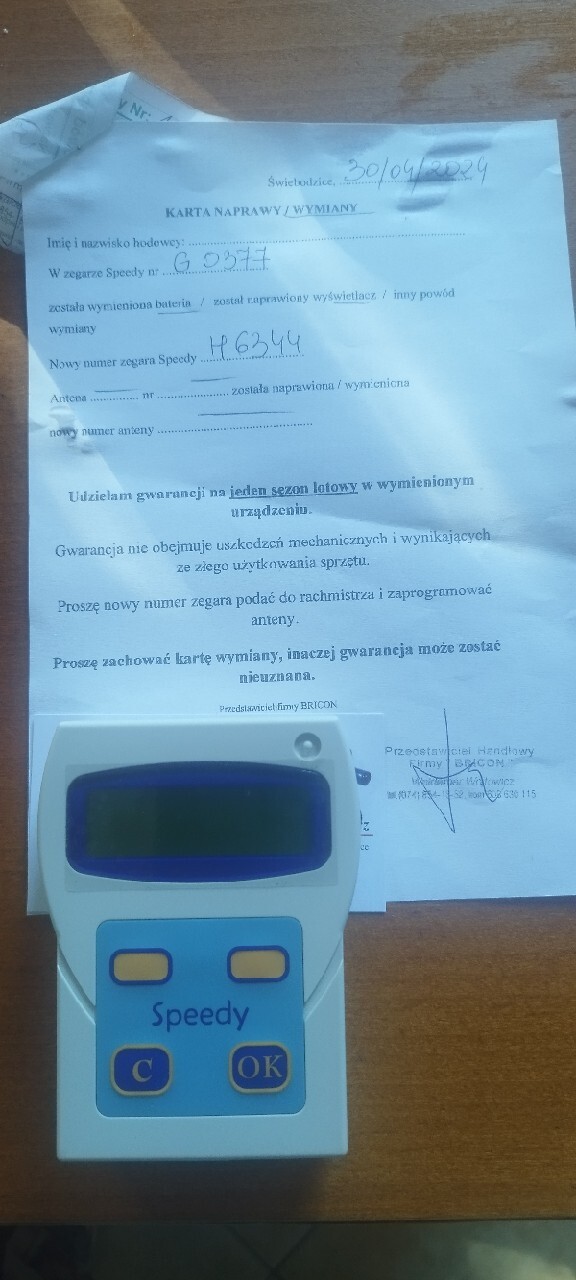 Świebodzice, 30/04/2024
KARTA NAPRAWY / WYMIANY
Imię i nazwisko hodowcy:
W zegarze Speedy nr G 0377
została wymieniona bateria / został naprawiony wyświetlacz / inny powód
wymiany
Nowy numer zegara Speedy H 6344
Antena nr została naprawiona / wymieniona
nowy numer anteny
Udzielam gwarancji na jeden sezon lotowy w wymienionym
urządzeniu.
Gwarancja nie obejmuje uszkodzeń mechanicznych i wynikających
ze złego użytkowania sprzętu.
Proszę nowy numer zegara podać do rachmistrza i zaprogramować
anteny.
Proszę zachować kartę wymiany, inaczej gwarancja może zostać
nieuznana.
Przedstawiciel firmy BRICON
Przedstawiciel Handlowy
Firmy BRICON
Speedy
C OK